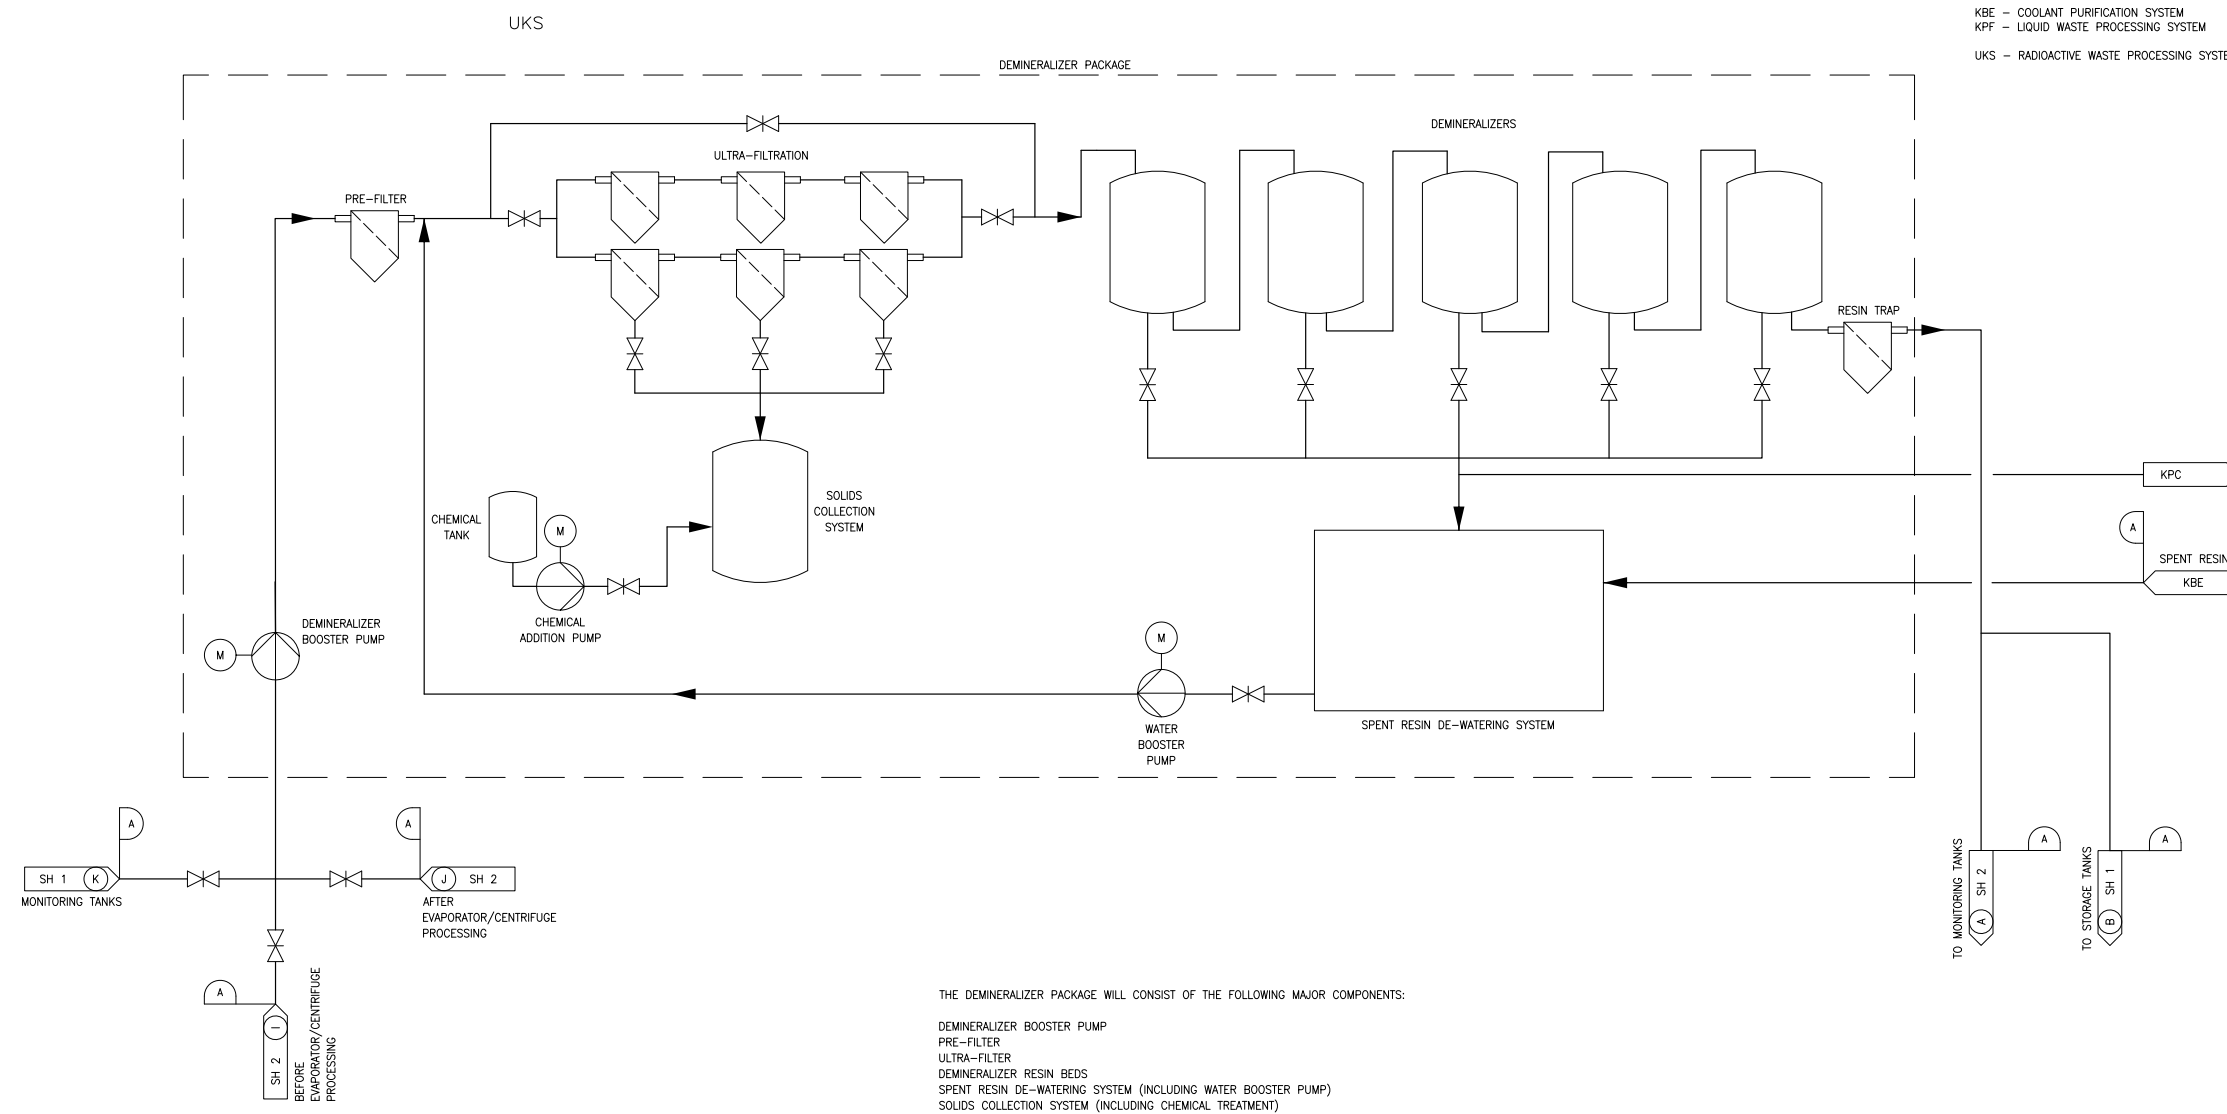 UKS
KBE – COOLANT PURIFICATION SYSTEM
KPF – LIQUID WASTE PROCESSING SYSTEM
UKS – RADIOACTIVE WASTE PROCESSING SYSTE
DEMINERALIZER PACKAGE
DEMINERALIZERS
ULTRA–FILTRATION
PRE–FILTER
RESIN TRAP
KPC
SOLIDS
COLLECTION
SYSTEM
CHEMICAL
TANK
M
A
SPENT RESIN
KBE
CHEMICAL
ADDITION PUMP
DEMINERALIZER
BOOSTER PUMP
M
M
SPENT RESIN DE–WATERING SYSTEM
WATER
BOOSTER
PUMP
A
A
A
A
SH 1 K
MONITORING TANKS
J SH 2
AFTER
EVAPORATOR/CENTRIFUGE
PROCESSING
TO MONITORING TANKS
A SH 2
TO STORAGE TANKS
B SH 1
A
SH 2 I
BEFORE
EVAPORATOR/CENTRIFUGE
PROCESSING
THE DEMINERALIZER PACKAGE WILL CONSIST OF THE FOLLOWING MAJOR COMPONENTS:
DEMINERALIZER BOOSTER PUMP
PRE–FILTER
ULTRA–FILTER
DEMINERALIZER RESIN BEDS
SPENT RESIN DE–WATERING SYSTEM (INCLUDING WATER BOOSTER PUMP)
SOLIDS COLLECTION SYSTEM (INCLUDING CHEMICAL TREATMENT)